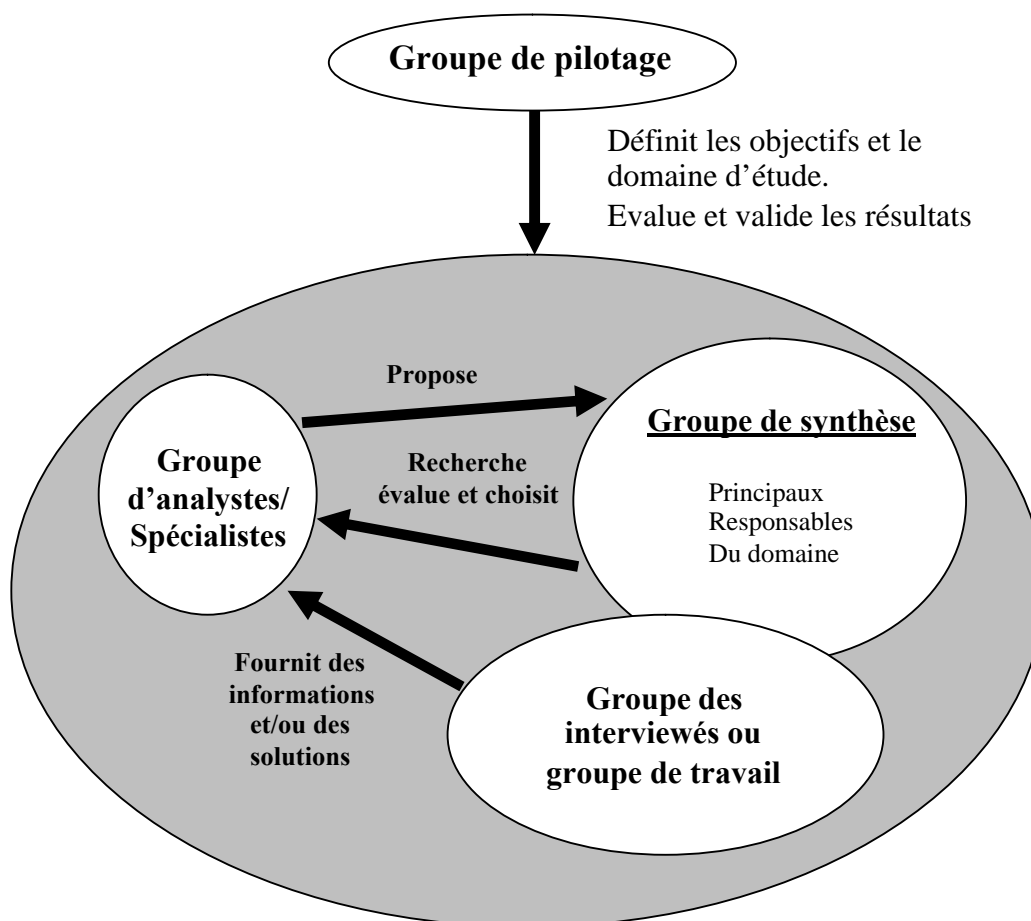 Groupe de pilotage
Définit les objectifs et le
domaine d’étude.
Evalue et valide les résultats
Propose
Groupe de synthèse
Groupe
d’analystes/
Spécialistes
Recherche
évalue et choisit
Principaux
Responsables
Du domaine
Fournit des
informations
et/ou des
solutions
Groupe des
interviewés ou
groupe de travail